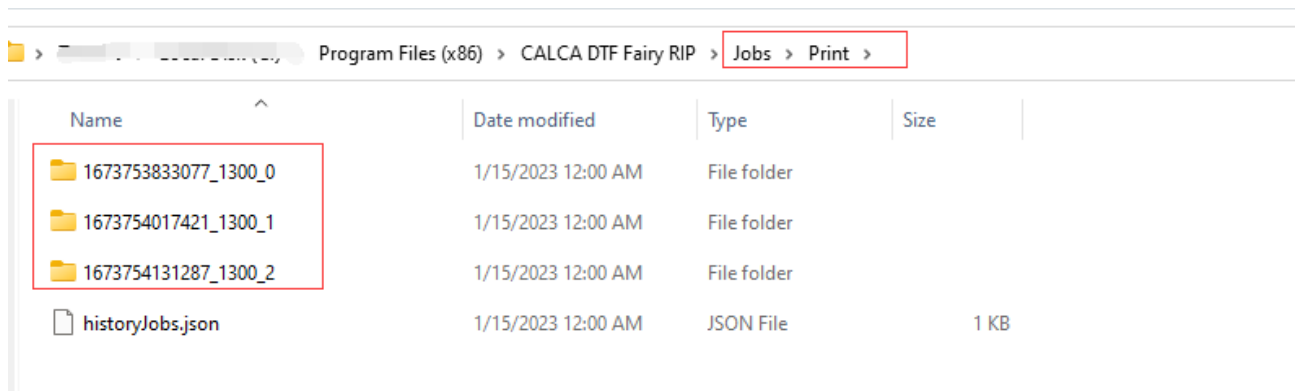 > Program Files (x86) > CALCA DTF Fairy RIP > Jobs > Print >
Name Date modified Type Size
1673753833077_1300_0 1/15/2023 12:00 AM File folder
1673754017421_1300_1 1/15/2023 12:00 AM File folder
1673754131287_1300_2 1/15/2023 12:00 AM File folder
historyJobs.json 1/15/2023 12:00 AM JSON File 1 KB